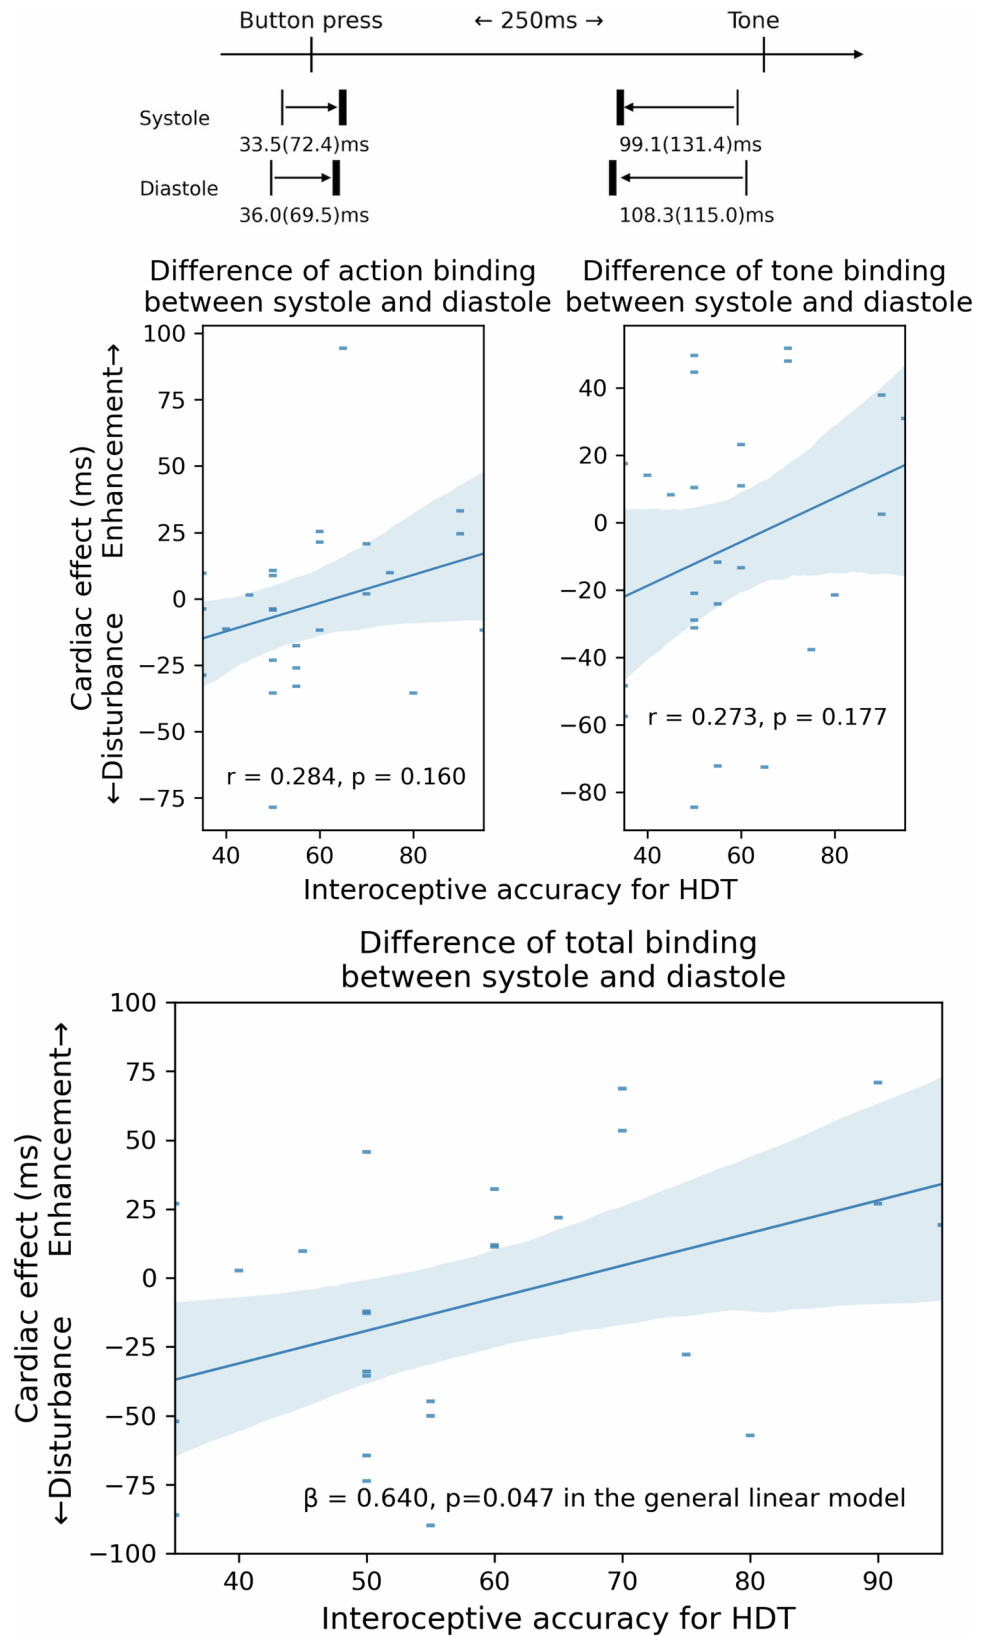 Button press ← 250ms → Tone
Systole
33.5(72.4)ms 99.1(131.4)ms
Diastole
36.0(69.5)ms 108.3(115.0)ms
Difference of action binding
between systole and diastole
Difference of tone binding
between systole and diastole
Cardiac effect (ms)
←Disturbance Enhancement→
100
75
50
25
0
−25
−50
−75
r = 0.284, p = 0.160
40 60 80
40
20
0
−20
−40
−60
−80
r = 0.273, p = 0.177
40 60 80
Interoceptive accuracy for HDT
Difference of total binding
between systole and diastole
Cardiac effect (ms)
←Disturbance Enhancement→
100
75
50
25
0
−25
−50
−75
−100
β = 0.640, p=0.047 in the general linear model
40 50 60 70 80 90
Interoceptive accuracy for HDT